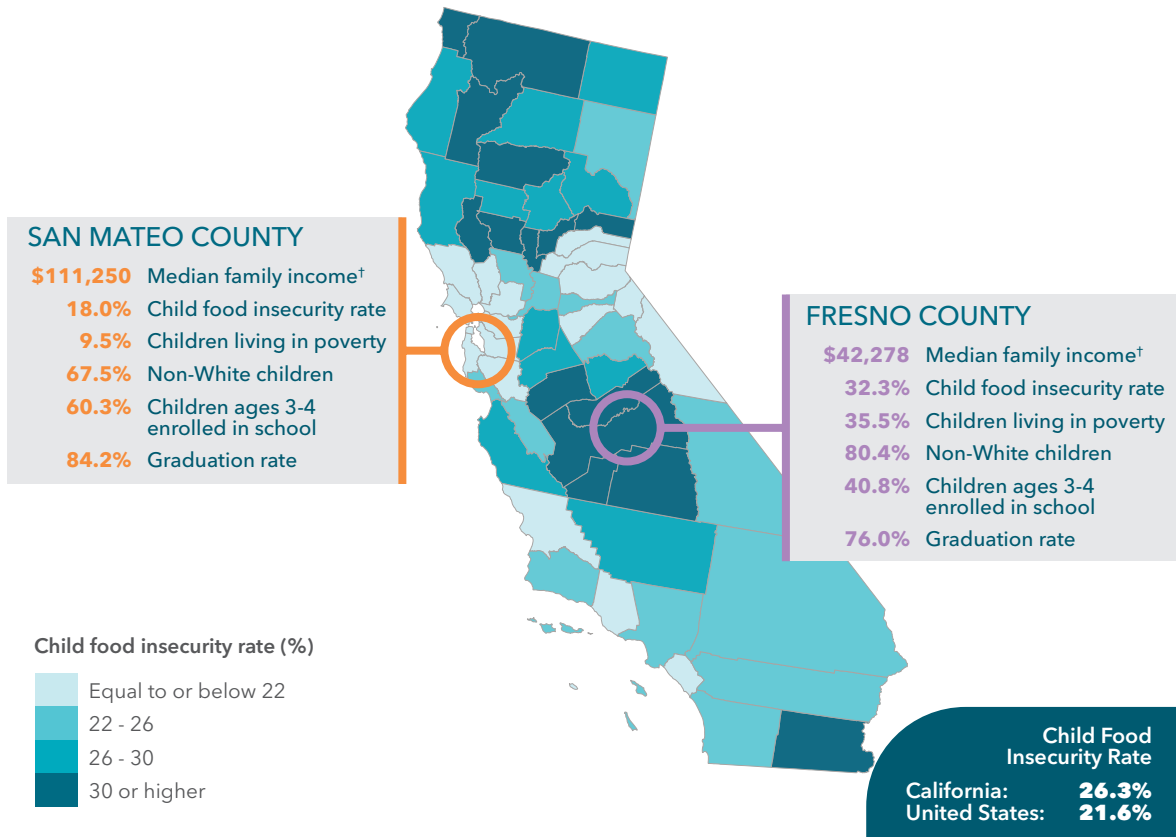 SAN MATEO COUNTY
$111,250 Median family income†
18.0% Child food insecurity rate
9.5% Children living in poverty
67.5% Non-White children
60.3% Children ages 3-4
enrolled in school
84.2% Graduation rate
FRESNO COUNTY
$42,278 Median family income†
32.3% Child food insecurity rate
35.5% Children living in poverty
80.4% Non-White children
40.8% Children ages 3-4
enrolled in school
76.0% Graduation rate
Child food insecurity rate (%)
Equal to or below 22
22 - 26
26 - 30
30 or higher
Child Food
Insecurity Rate
California: 26.3%
United States: 21.6%